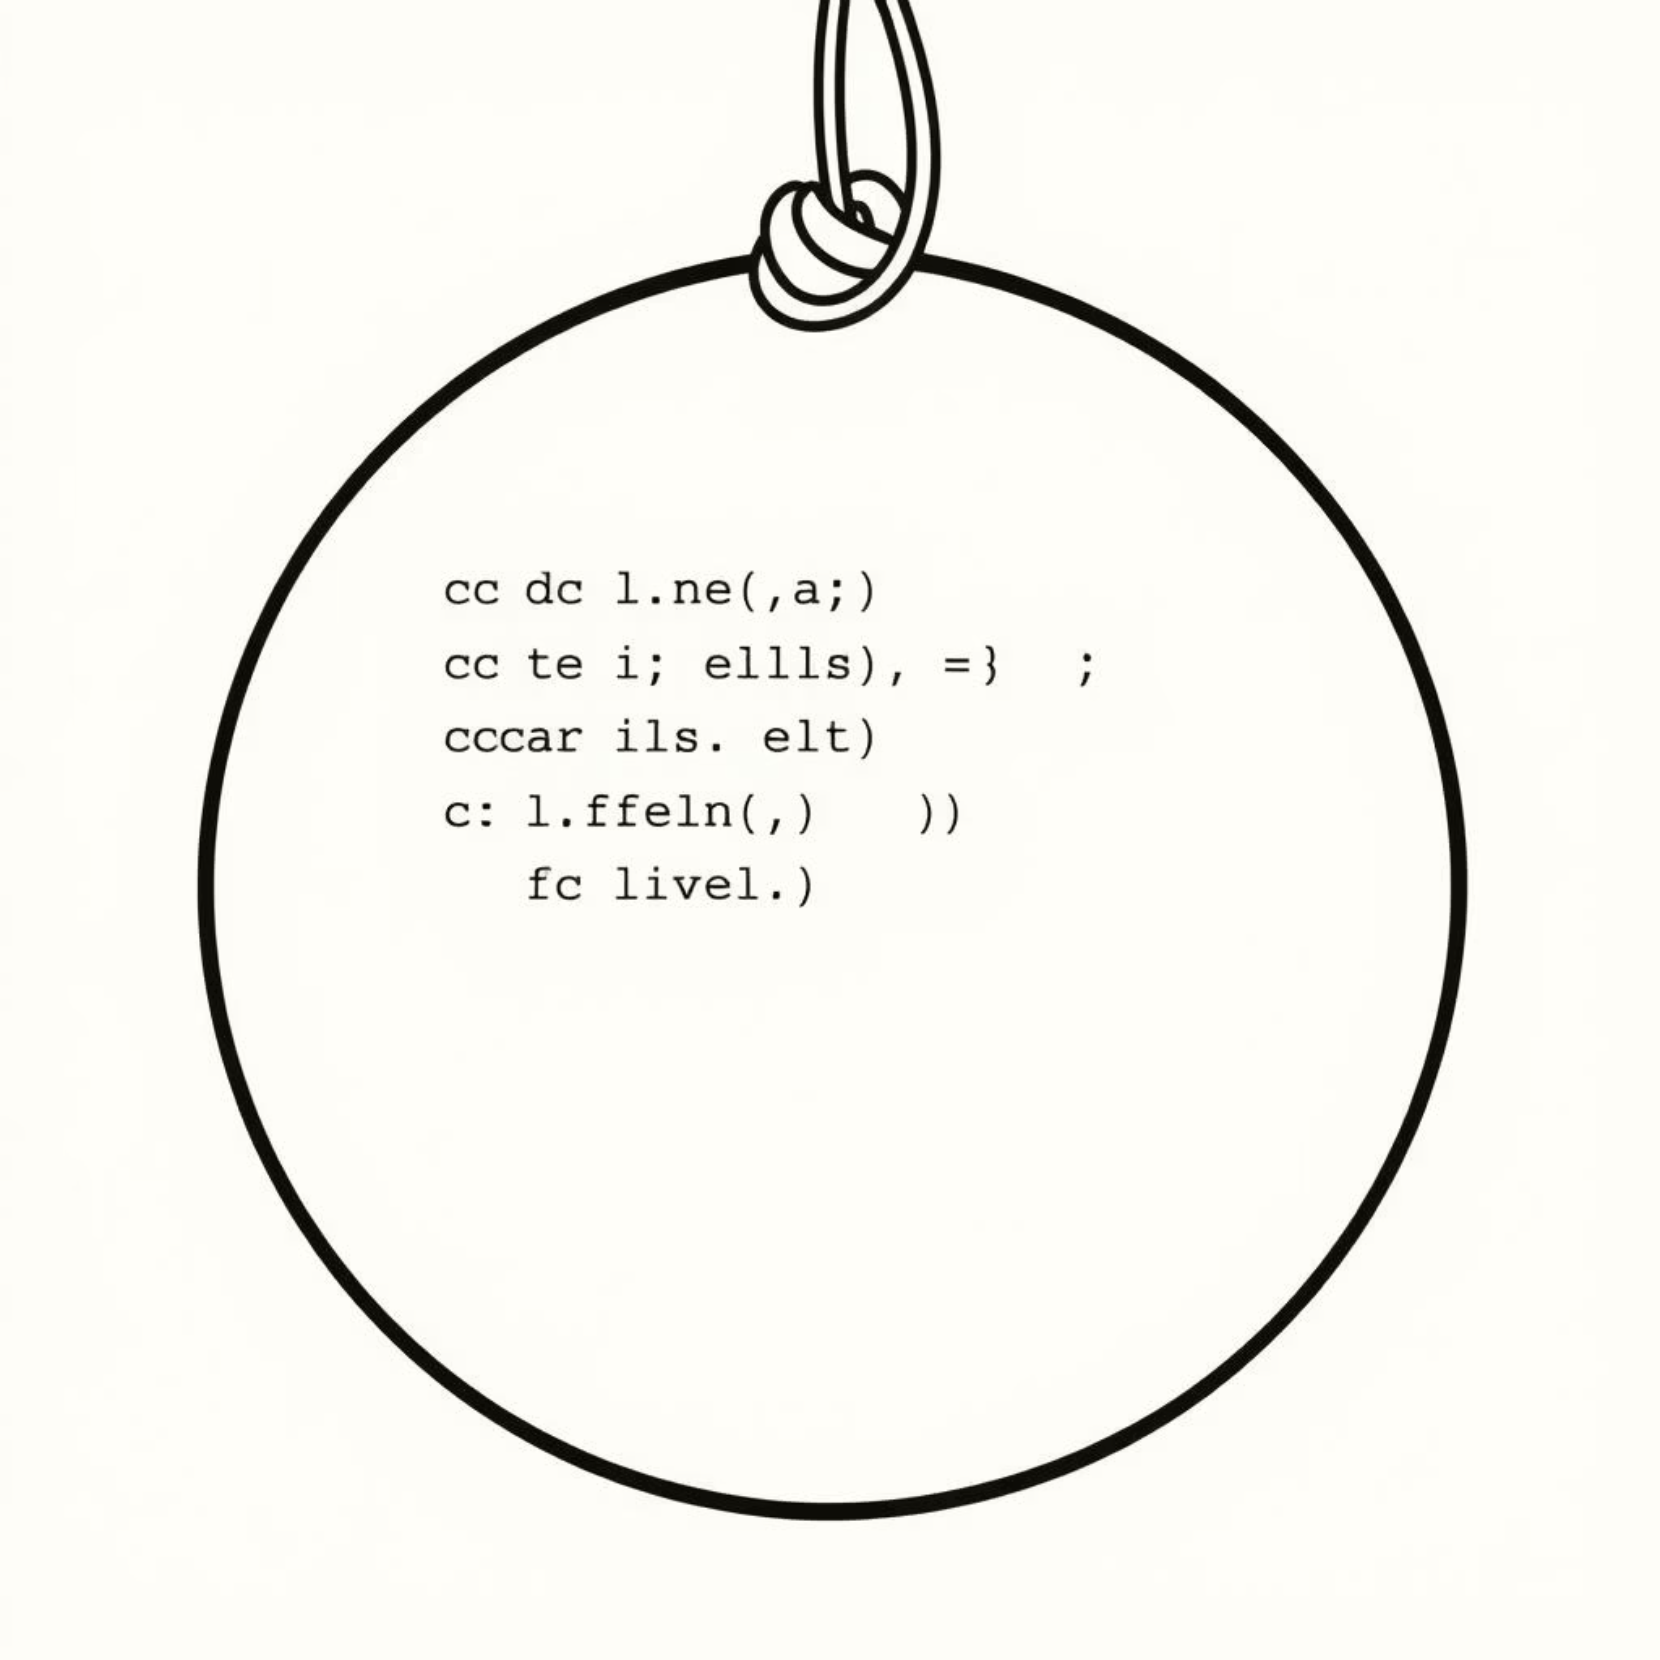 cc dc l.ne(,a;)
cc te i; ellls), =}  ;
cccar ils. elt)
c: l.ffeln(,)   ))
   fc livel.)